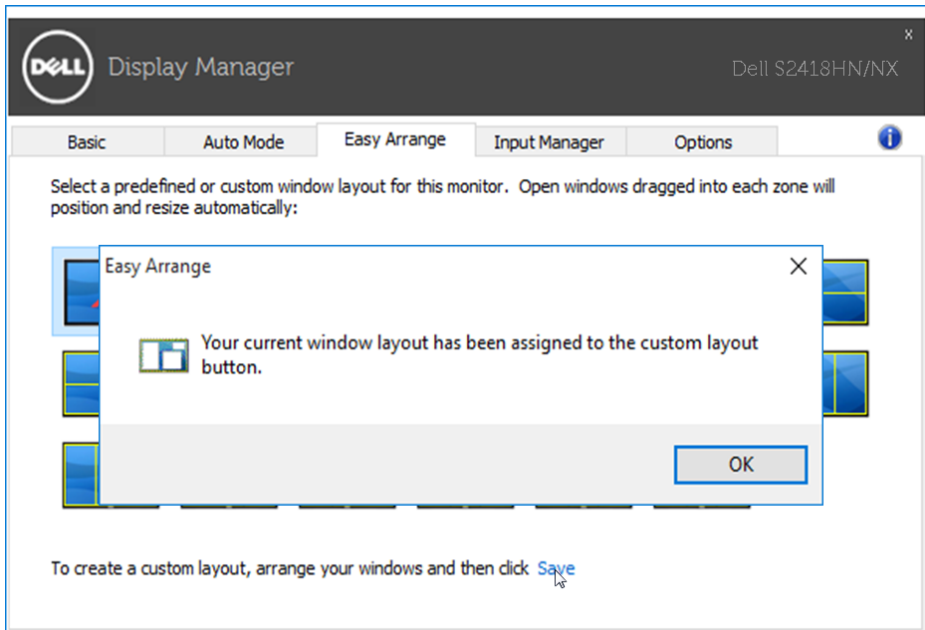 DELL
Display Manager
Dell S2418HN/NX
x
Basic
Auto Mode
Easy Arrange
Input Manager
Options
i
Select a predefined or custom window layout for this monitor. Open windows dragged into each zone will
position and resize automatically:
Easy Arrange
Your current window layout has been assigned to the custom layout
button.
OK
To create a custom layout, arrange your windows and then click Save